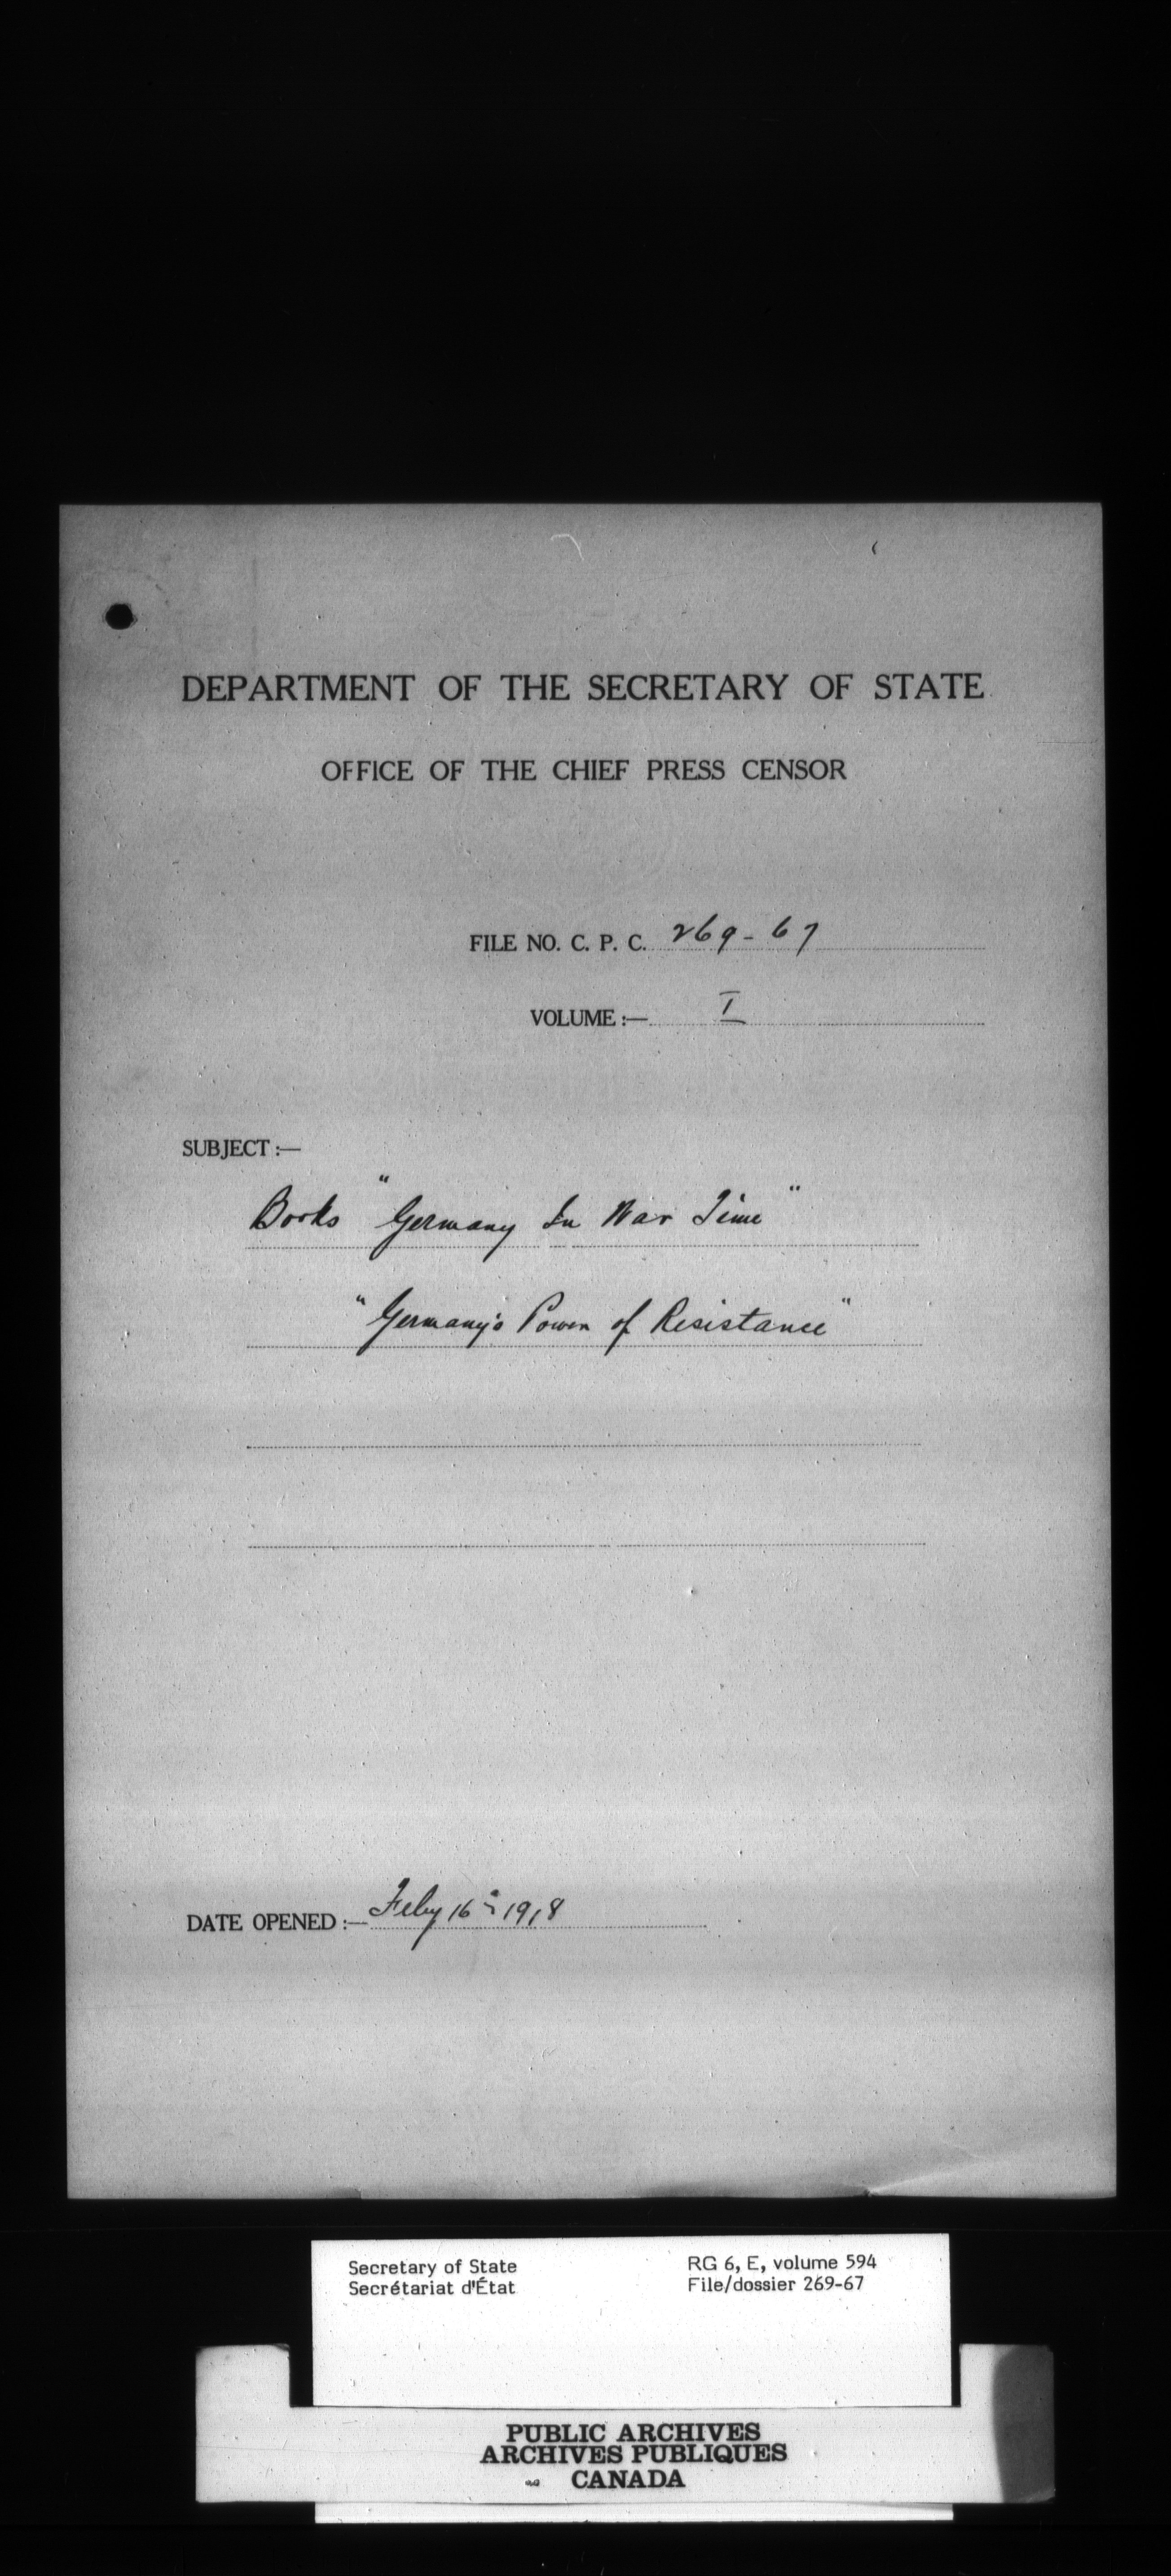 DEPARTMENT OF THE SECRETARY OF STATE
OFFICE OF THE CHIEF PRESS CENSOR
FILE NO. C. P. C. 269-67
VOLUME :— I
SUBJECT :—
Books "Germany In War Time"
"Germany's Power of Resistance"
DATE OPENED :— Feby 16th 1918
Secretary of State
Secrétariat d'État
RG 6, E, volume 594
File/dossier 269-67
PUBLIC ARCHIVES
ARCHIVES PUBLIQUES
CANADA